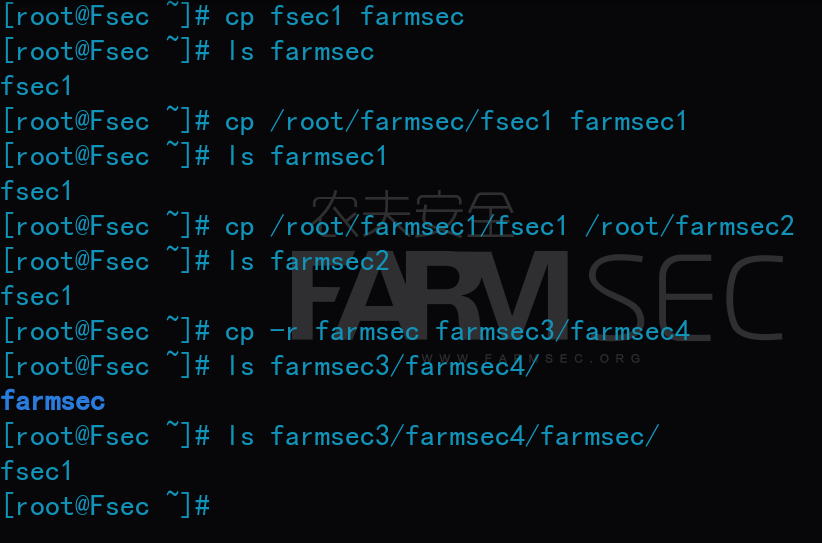 [root@Fsec ~]# cp fsec1 farmsec
[root@Fsec ~]# ls farmsec
fsec1
[root@Fsec ~]# cp /root/farmsec/fsec1 farmsec1
[root@Fsec ~]# ls farmsec1
fsec1
农夫安全
[root@Fsec ~]# cp /root/farmsec1/fsec1 /root/farmsec2
[root@Fsec ~]# ls farmsec2
FARMSEC
fsec1
[root@Fsec ~]# cp -r farmsec farmsec3/farmsec4
WWW.FARMSEC.ORG
[root@Fsec ~]# ls farmsec3/farmsec4/
farmsec
[root@Fsec ~]# ls farmsec3/farmsec4/farmsec/
fsec1
[root@Fsec ~]#